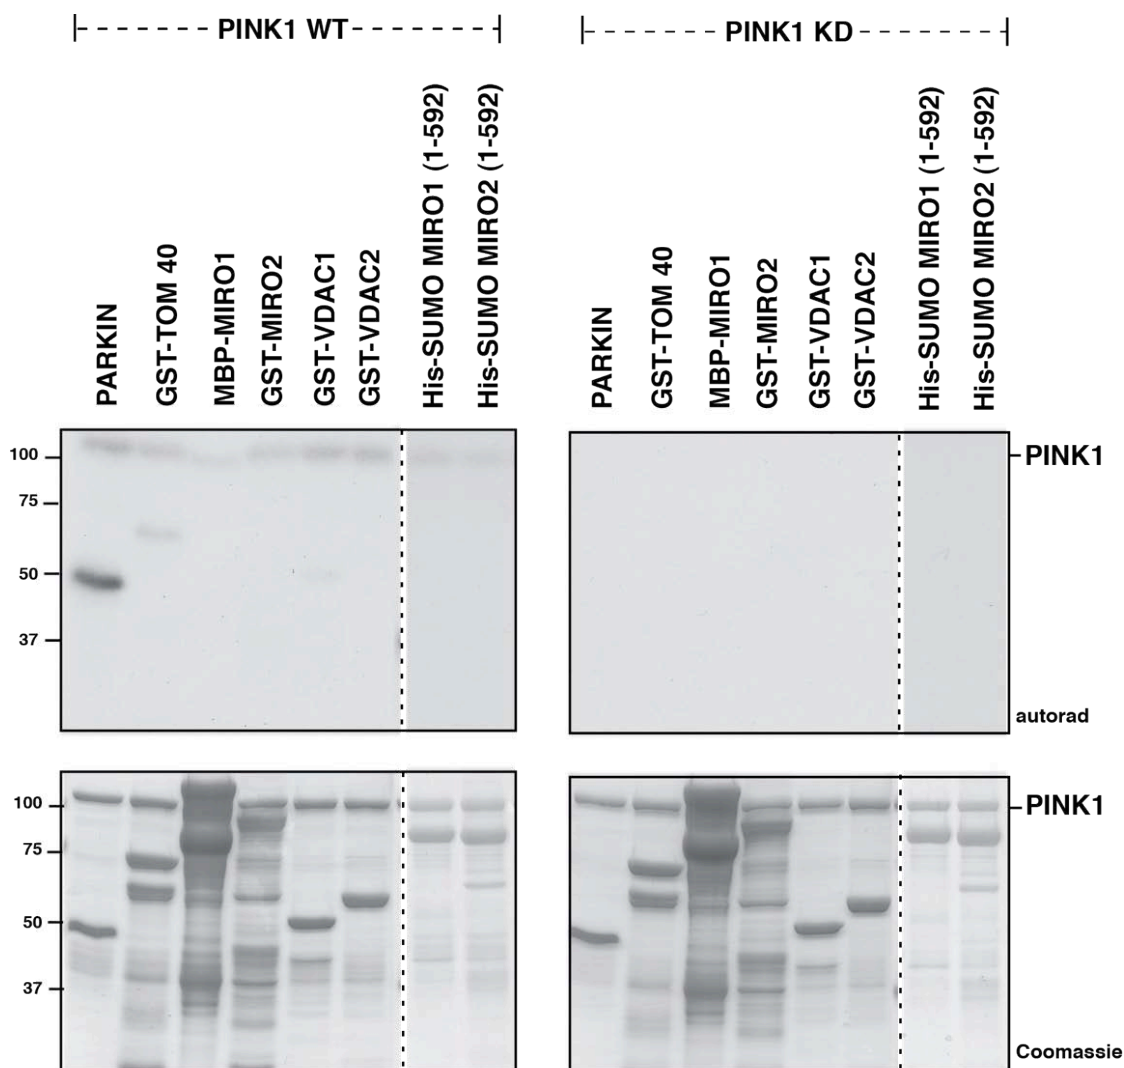 PINK1 WT
PINK1 KD
PARKIN
GST-TOM 40
MBP-MIRO1
GST-MIRO2
GST-VDAC1
GST-VDAC2
His-SUMO MIRO1 (1-592)
His-SUMO MIRO2 (1-592)
PARKIN
GST-TOM 40
MBP-MIRO1
GST-MIRO2
GST-VDAC1
GST-VDAC2
His-SUMO MIRO1 (1-592)
His-SUMO MIRO2 (1-592)
100
75
50
37
PINK1
autorad
100
75
50
37
PINK1
Coomassie